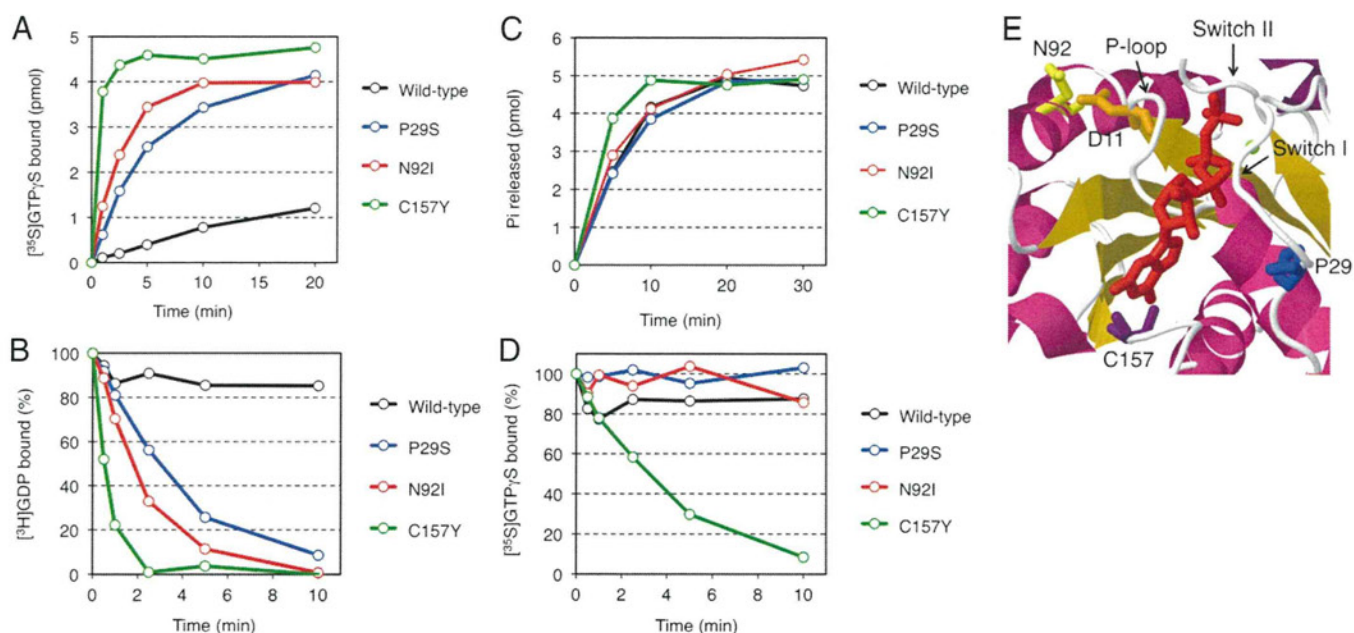 A
[³⁵S]GTPγS bound (pmol)
5
4
3
2
1
0
0 5 10 15 20
Time (min)
Wild-type
P29S
N92I
C157Y
B
[³H]GDP bound (%)
100
80
60
40
20
0
0 2 4 6 8 10
Time (min)
Wild-type
P29S
N92I
C157Y
C
Pi released (pmol)
6
5
4
3
2
1
0
0 10 20 30
Time (min)
Wild-type
P29S
N92I
C157Y
D
[³⁵S]GTPγS bound (%)
100
80
60
40
20
0
0 2 4 6 8 10
Time (min)
Wild-type
P29S
N92I
C157Y
E
N92
P-loop
Switch II
D11
Switch I
P29
C157